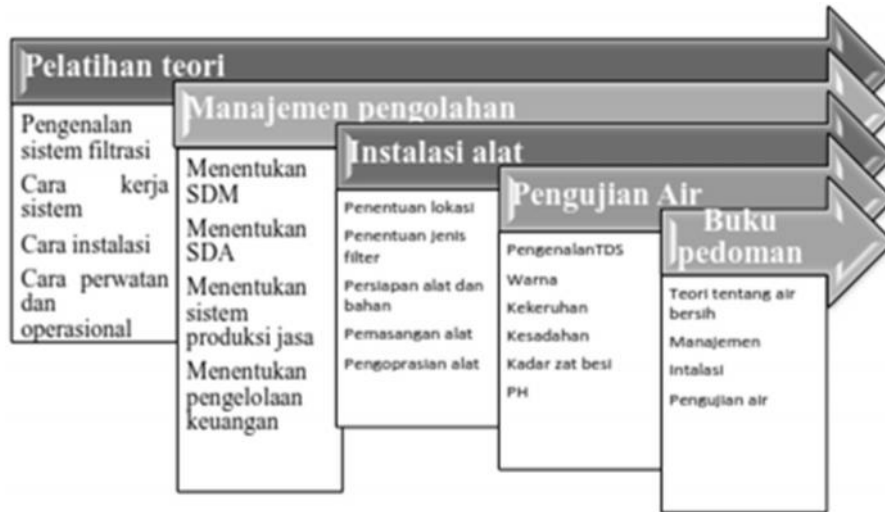 Pelatihan teori
Pengenalan
sistem filtrasi
Cara kerja
sistem
Cara instalasi
Cara perwatan
dan
operasional
Manajemen pengolahan
Menentukan
SDM
Menentukan
SDA
Menentukan
sistem
produksi jasa
Menentukan
pengelolaan
keuangan
Instalasi alat
Penentuan lokasi
Penentuan jenis
filter
Persiapan alat dan
bahan
Pemasangan alat
Pengoprasian alat
Pengujian Air
PengenalanTDS
Warna
Kekeruhan
Kesadahan
Kadar zat besi
PH
Buku
pedoman
Teori tentang air
bersih
Manajemen
Intalasi
Pengujian air